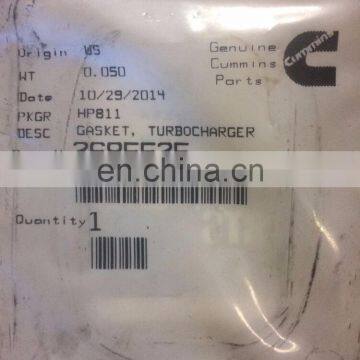 Origin US
WT 0.050
Date 10/29/2014
PKGR HP811
DESC GASKET, TURBOCHARGER
Quantity 1
Genuine
Cummins
Parts
Cummins
china.cn